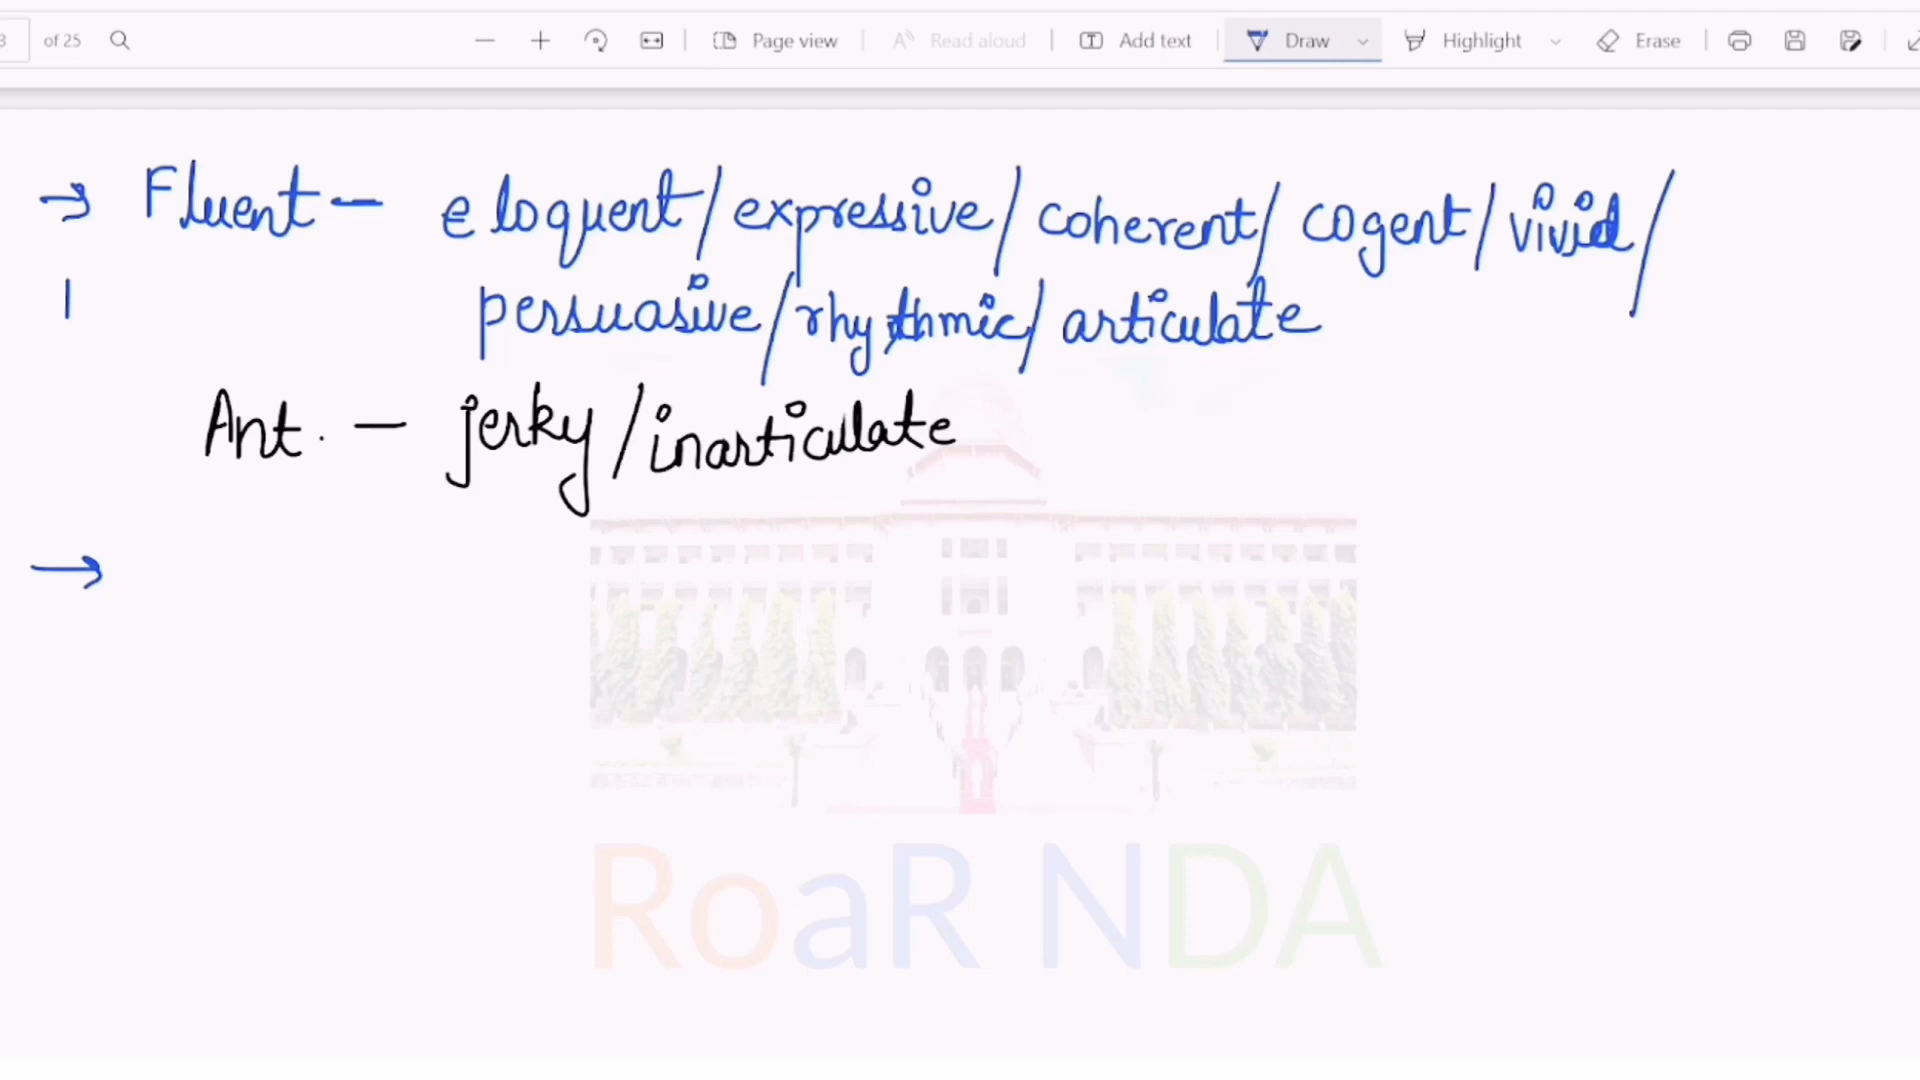 3 of 25 Page view Read aloud Add text Draw Highlight Erase
→ Fluent — eloquent/expressive/coherent/cogent/vivid/
persuasive/rhythmic/articulate
Ant. — jerky/inarticulate
→
RoaR NDA